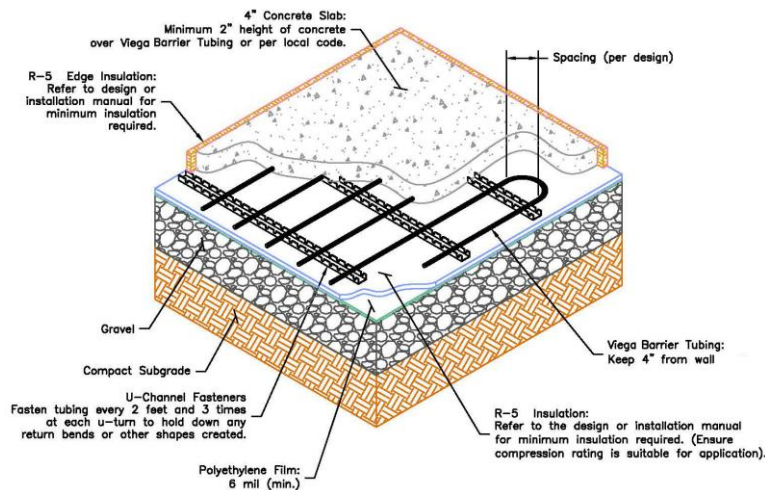 4" Concrete Slab:
Minimum 2" height of concrete
over Viega Barrier Tubing or per local code.
Spacing (per design)
R-5 Edge Insulation:
Refer to design or
installation manual for
minimum insulation
required.
Gravel
Compact Subgrade
U-Channel Fasteners
Fasten tubing every 2 feet and 3 times
at each u-turn to hold down any
return bends or other shapes created.
Polyethylene Film:
6 mil (min.)
Viega Barrier Tubing:
Keep 4" from wall
R-5 Insulation:
Refer to the design or installation manual
for minimum insulation required. (Ensure
compression rating is suitable for application).